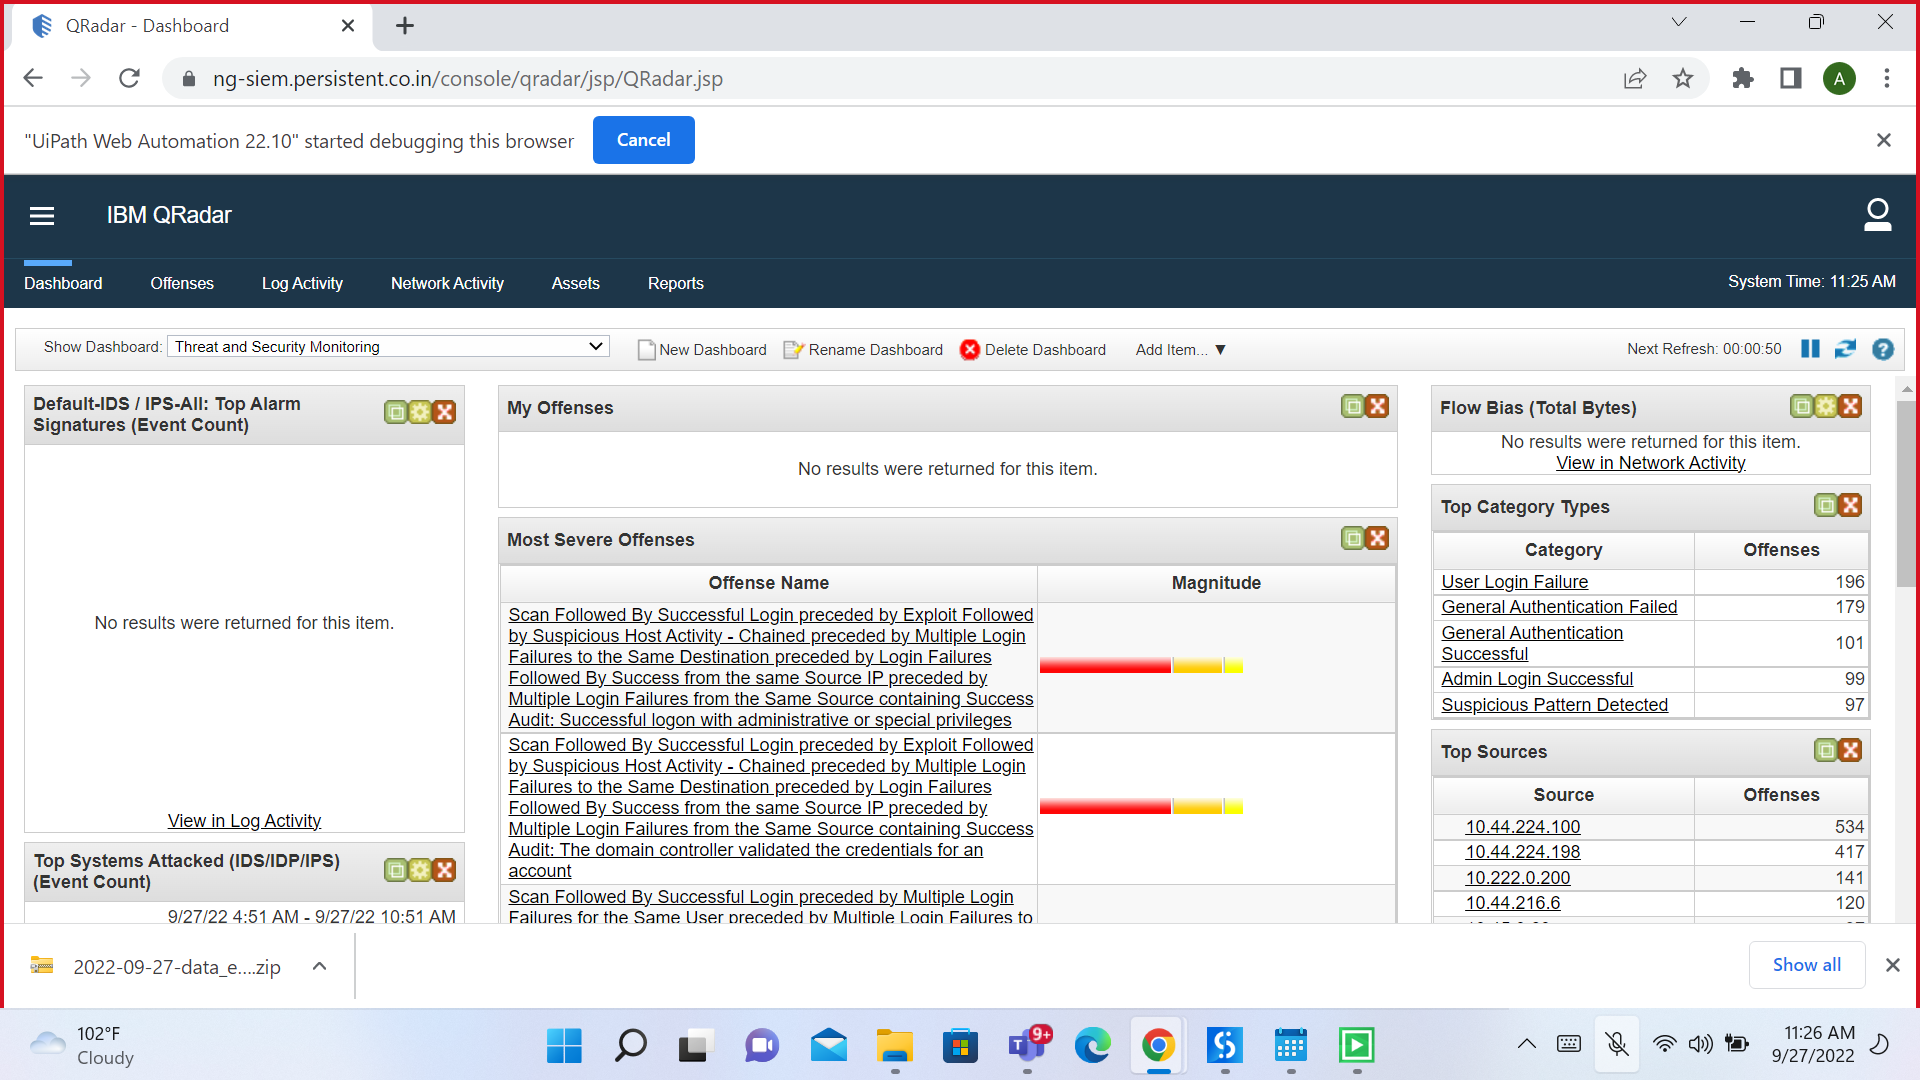 QRadar - Dashboard
ng-siem.persistent.co.in/console/qradar/jsp/QRadar.jsp
A
"UiPath Web Automation 22.10" started debugging this browser
Cancel
IBM QRadar
Dashboard
Offenses
Log Activity
Network Activity
Assets
Reports
System Time: 11:25 AM
Show Dashboard:
Threat and Security Monitoring
New Dashboard
Rename Dashboard
Delete Dashboard
Add Item... ▼
Next Refresh: 00:00:50
?
Default-IDS / IPS-All: Top Alarm
Signatures (Event Count)
No results were returned for this item.
View in Log Activity
Top Systems Attacked (IDS/IDP/IPS)
(Event Count)
9/27/22 4:51 AM - 9/27/22 10:51 AM
My Offenses
No results were returned for this item.
Most Severe Offenses
Offense Name
Magnitude
Scan Followed By Successful Login preceded by Exploit Followed
by Suspicious Host Activity - Chained preceded by Multiple Login
Failures to the Same Destination preceded by Login Failures
Followed By Success from the same Source IP preceded by
Multiple Login Failures from the Same Source containing Success
Audit: Successful logon with administrative or special privileges
Scan Followed By Successful Login preceded by Exploit Followed
by Suspicious Host Activity - Chained preceded by Multiple Login
Failures to the Same Destination preceded by Login Failures
Followed By Success from the same Source IP preceded by
Multiple Login Failures from the Same Source containing Success
Audit: The domain controller validated the credentials for an
account
Scan Followed By Successful Login preceded by Multiple Login
Failures for the Same User preceded by Multiple Login Failures to
Flow Bias (Total Bytes)
No results were returned for this item.
View in Network Activity
Top Category Types
Category
Offenses
User Login Failure
196
General Authentication Failed
179
General Authentication
Successful
101
Admin Login Successful
99
Suspicious Pattern Detected
97
Top Sources
Source
Offenses
10.44.224.100
534
10.44.224.198
417
10.222.0.200
141
10.44.216.6
120
2022-09-27-data_e....zip
Show all
102°F
Cloudy
9+
11:26 AM
9/27/2022